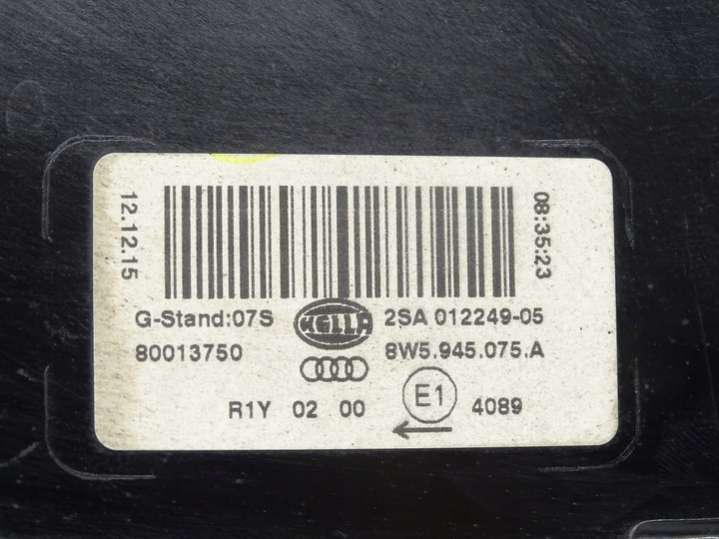 12.12.15
08:35:23
G-Stand:07S HELLA 2SA 012249-05
80013750 8W5.945.075.A
R1Y 02 00 E1 4089